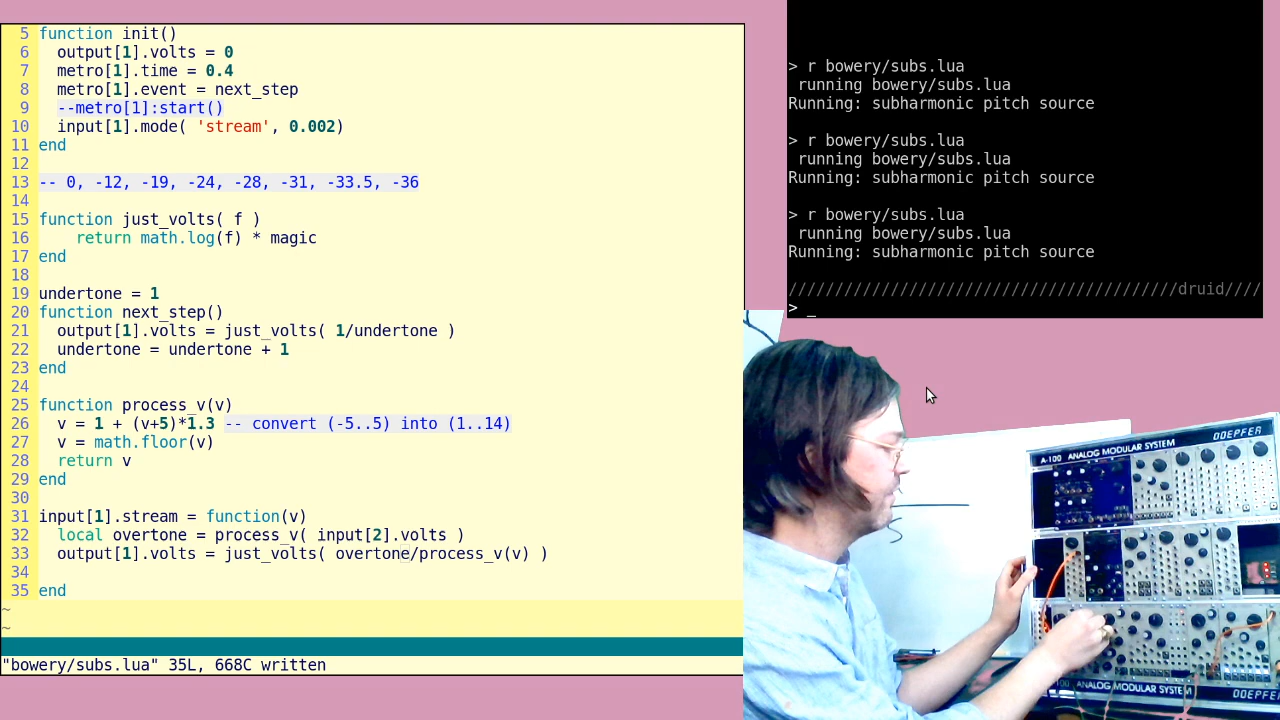 5 function init()
6   output[1].volts = 0
7   metro[1].time = 0.4
8   metro[1].event = next_step
9   --metro[1]:start()
10   input[1].mode( 'stream', 0.002)
11 end
12
13 -- 0, -12, -19, -24, -28, -31, -33.5, -36
14
15 function just_volts( f )
16     return math.log(f) * magic
17 end
18
19 undertone = 1
20 function next_step()
21   output[1].volts = just_volts( 1/undertone )
22   undertone = undertone + 1
23 end
24
25 function process_v(v)
26   v = 1 + (v+5)*1.3 -- convert (-5..5) into (1..14)
27   v = math.floor(v)
28   return v
29 end
30
31 input[1].stream = function(v)
32   local overtone = process_v( input[2].volts )
33   output[1].volts = just_volts( overtone/process_v(v) )
34
35 end
~
~
"bowery/subs.lua" 35L, 668C written
> r bowery/subs.lua
 running bowery/subs.lua
Running: subharmonic pitch source
> r bowery/subs.lua
 running bowery/subs.lua
Running: subharmonic pitch source
> r bowery/subs.lua
 running bowery/subs.lua
Running: subharmonic pitch source
//////////////////////////////////////////druid////
> _
A-100 ANALOG MODULAR SYSTEM DOEPFER
ANALOG MODULAR SYSTEM DOEPFER